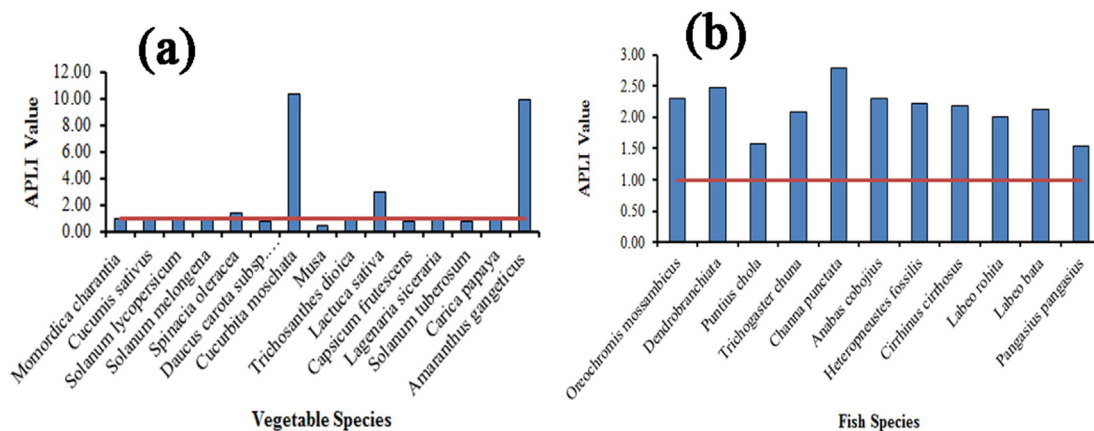 (a)
12.00
10.00
8.00
6.00
4.00
2.00
0.00
APLI Value
Momordica charantia
Cucumis sativus
Solanum lycopersicum
Solanum melongena
Spinacia oleracea
Daucus carota subsp.…
Cucurbita moschata
Musa
Trichosanthes dioica
Lactuca sativa
Capsicum frutescens
Lagenaria siceraria
Solanum tuberosum
Carica papaya
Amaranthus gangeticus
Vegetable Species
(b)
3.00
2.50
2.00
1.50
1.00
0.50
0.00
APLI Value
Oreochromis mossambicus
Dendrobranchiata
Puntius chola
Trichogaster chuna
Channa punctata
Anabas cobojius
Heteropneustes fossilis
Cirrhinus cirrhosus
Labeo rohita
Labeo bata
Pangasius pangasius
Fish Species